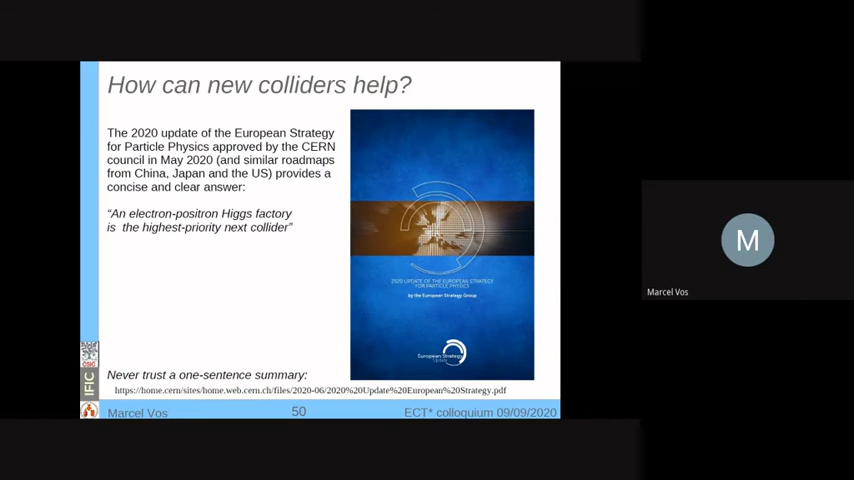 How can new colliders help?
The 2020 update of the European Strategy
for Particle Physics approved by the CERN
council in May 2020 (and similar roadmaps
from China, Japan and the US) provides a
concise and clear answer:
“An electron-positron Higgs factory
is the highest-priority next collider”
2020 UPDATE OF THE EUROPEAN STRATEGY
FOR PARTICLE PHYSICS
by the European Strategy Group
European Strategy
Update
Never trust a one-sentence summary:
https://home.cern/sites/home.web.cern.ch/files/2020-06/2020%20Update%20European%20Strategy.pdf
CSIC
IFIC
Marcel Vos
50
ECT* colloquium 09/09/2020
M
Marcel Vos